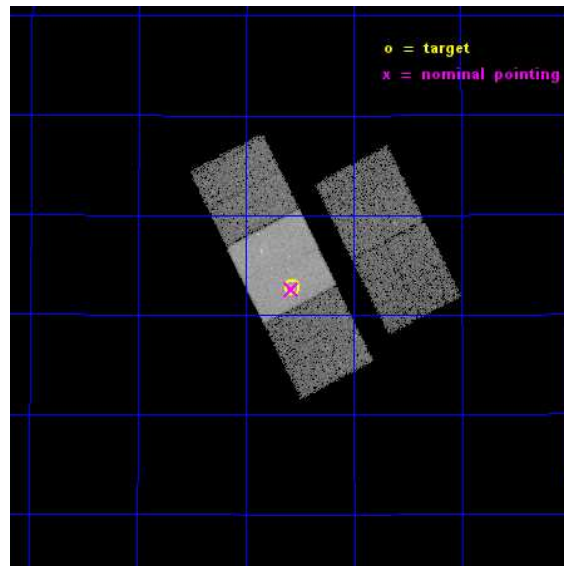 o = target
x = nominal pointing